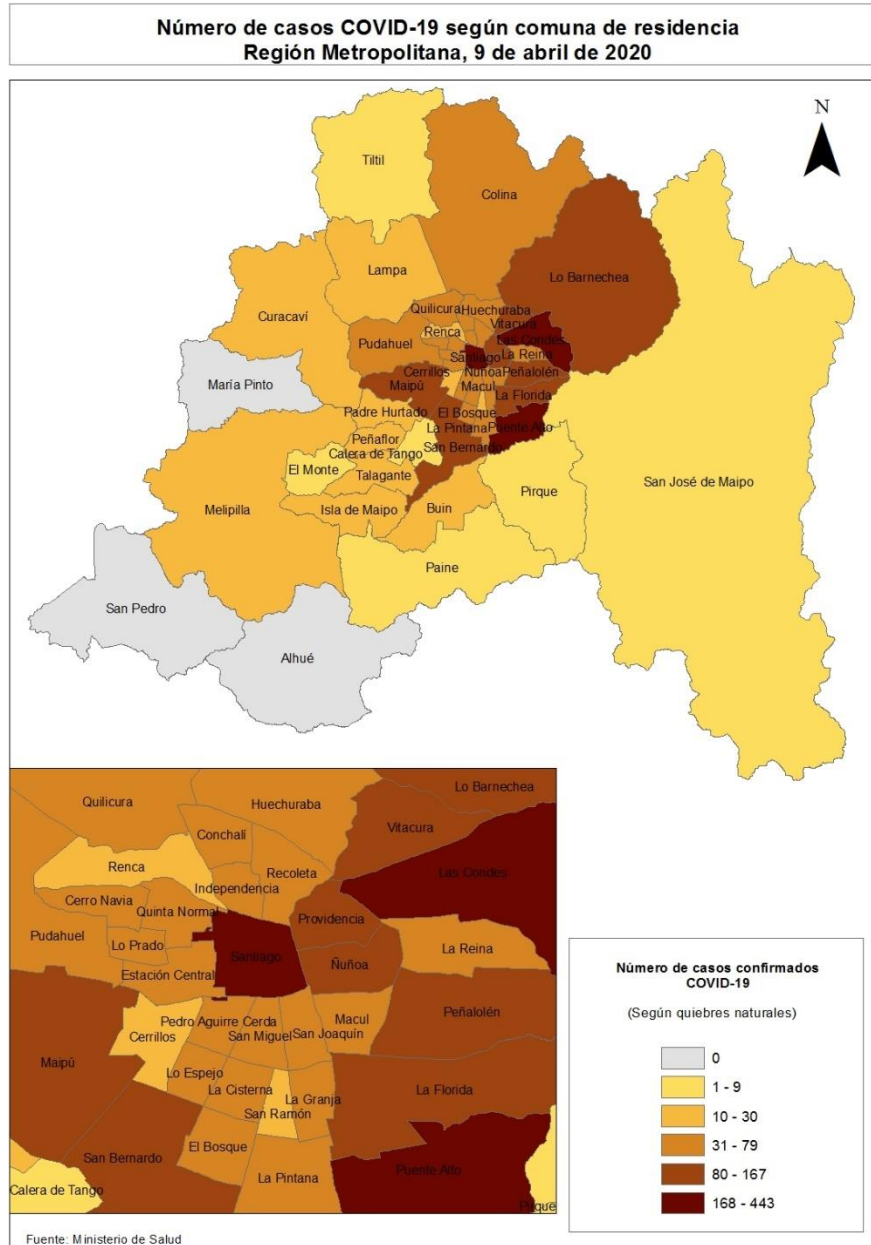 Número de casos COVID-19 según comuna de residencia
Región Metropolitana, 9 de abril de 2020
N
Tiltil
Colina
Lo Barnechea
Lampa
Quilicura
Huechuraba
Curacaví
Vitacura
Renca
Las Condes
Pudahuel
Santiago
La Reina
Cerrillos
Ñuñoa
Peñalolén
María Pinto
Maipú
Macul
La Florida
Padre Hurtado
El Bosque
Peñaflor
La Pintana
Puente Alto
Calera de Tango
San Bernardo
El Monte
Talagante
Pirque
San José de Maipo
Melipilla
Isla de Maipo
Buin
Paine
San Pedro
Alhué
Lo Barnechea
Quilicura
Huechuraba
Vitacura
Conchalí
Renca
Recoleta
Las Condes
Independencia
Cerro Navia
Quinta Normal
Providencia
Pudahuel
Lo Prado
Santiago
La Reina
Ñuñoa
Estación Central
Peñalolén
Pedro Aguirre Cerda
Macul
Cerrillos
San Miguel
San Joaquín
Maipú
Lo Espejo
La Cisterna
La Granja
La Florida
San Ramón
El Bosque
San Bernardo
La Pintana
Puente Alto
Calera de Tango
Pirque
Número de casos confirmados
COVID-19
(Según quiebres naturales)
0
1 - 9
10 - 30
31 - 79
80 - 167
168 - 443
Fuente: Ministerio de Salud